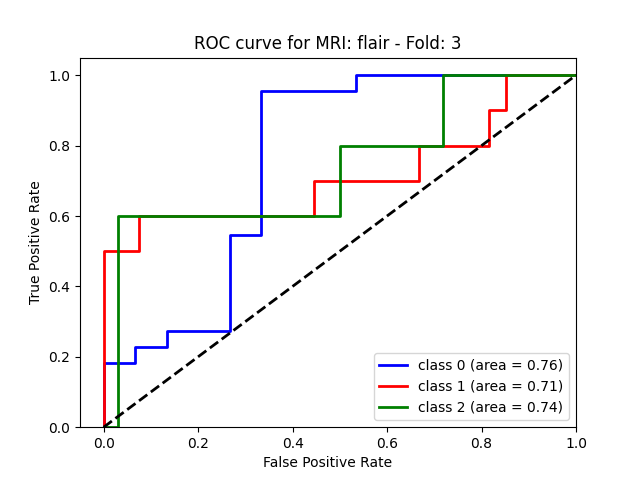 ROC curve for MRI: flair - Fold: 3
True Positive Rate
1.0
0.8
0.6
0.4
0.2
0.0
0.0 0.2 0.4 0.6 0.8 1.0
False Positive Rate
class 0 (area = 0.76)
class 1 (area = 0.71)
class 2 (area = 0.74)